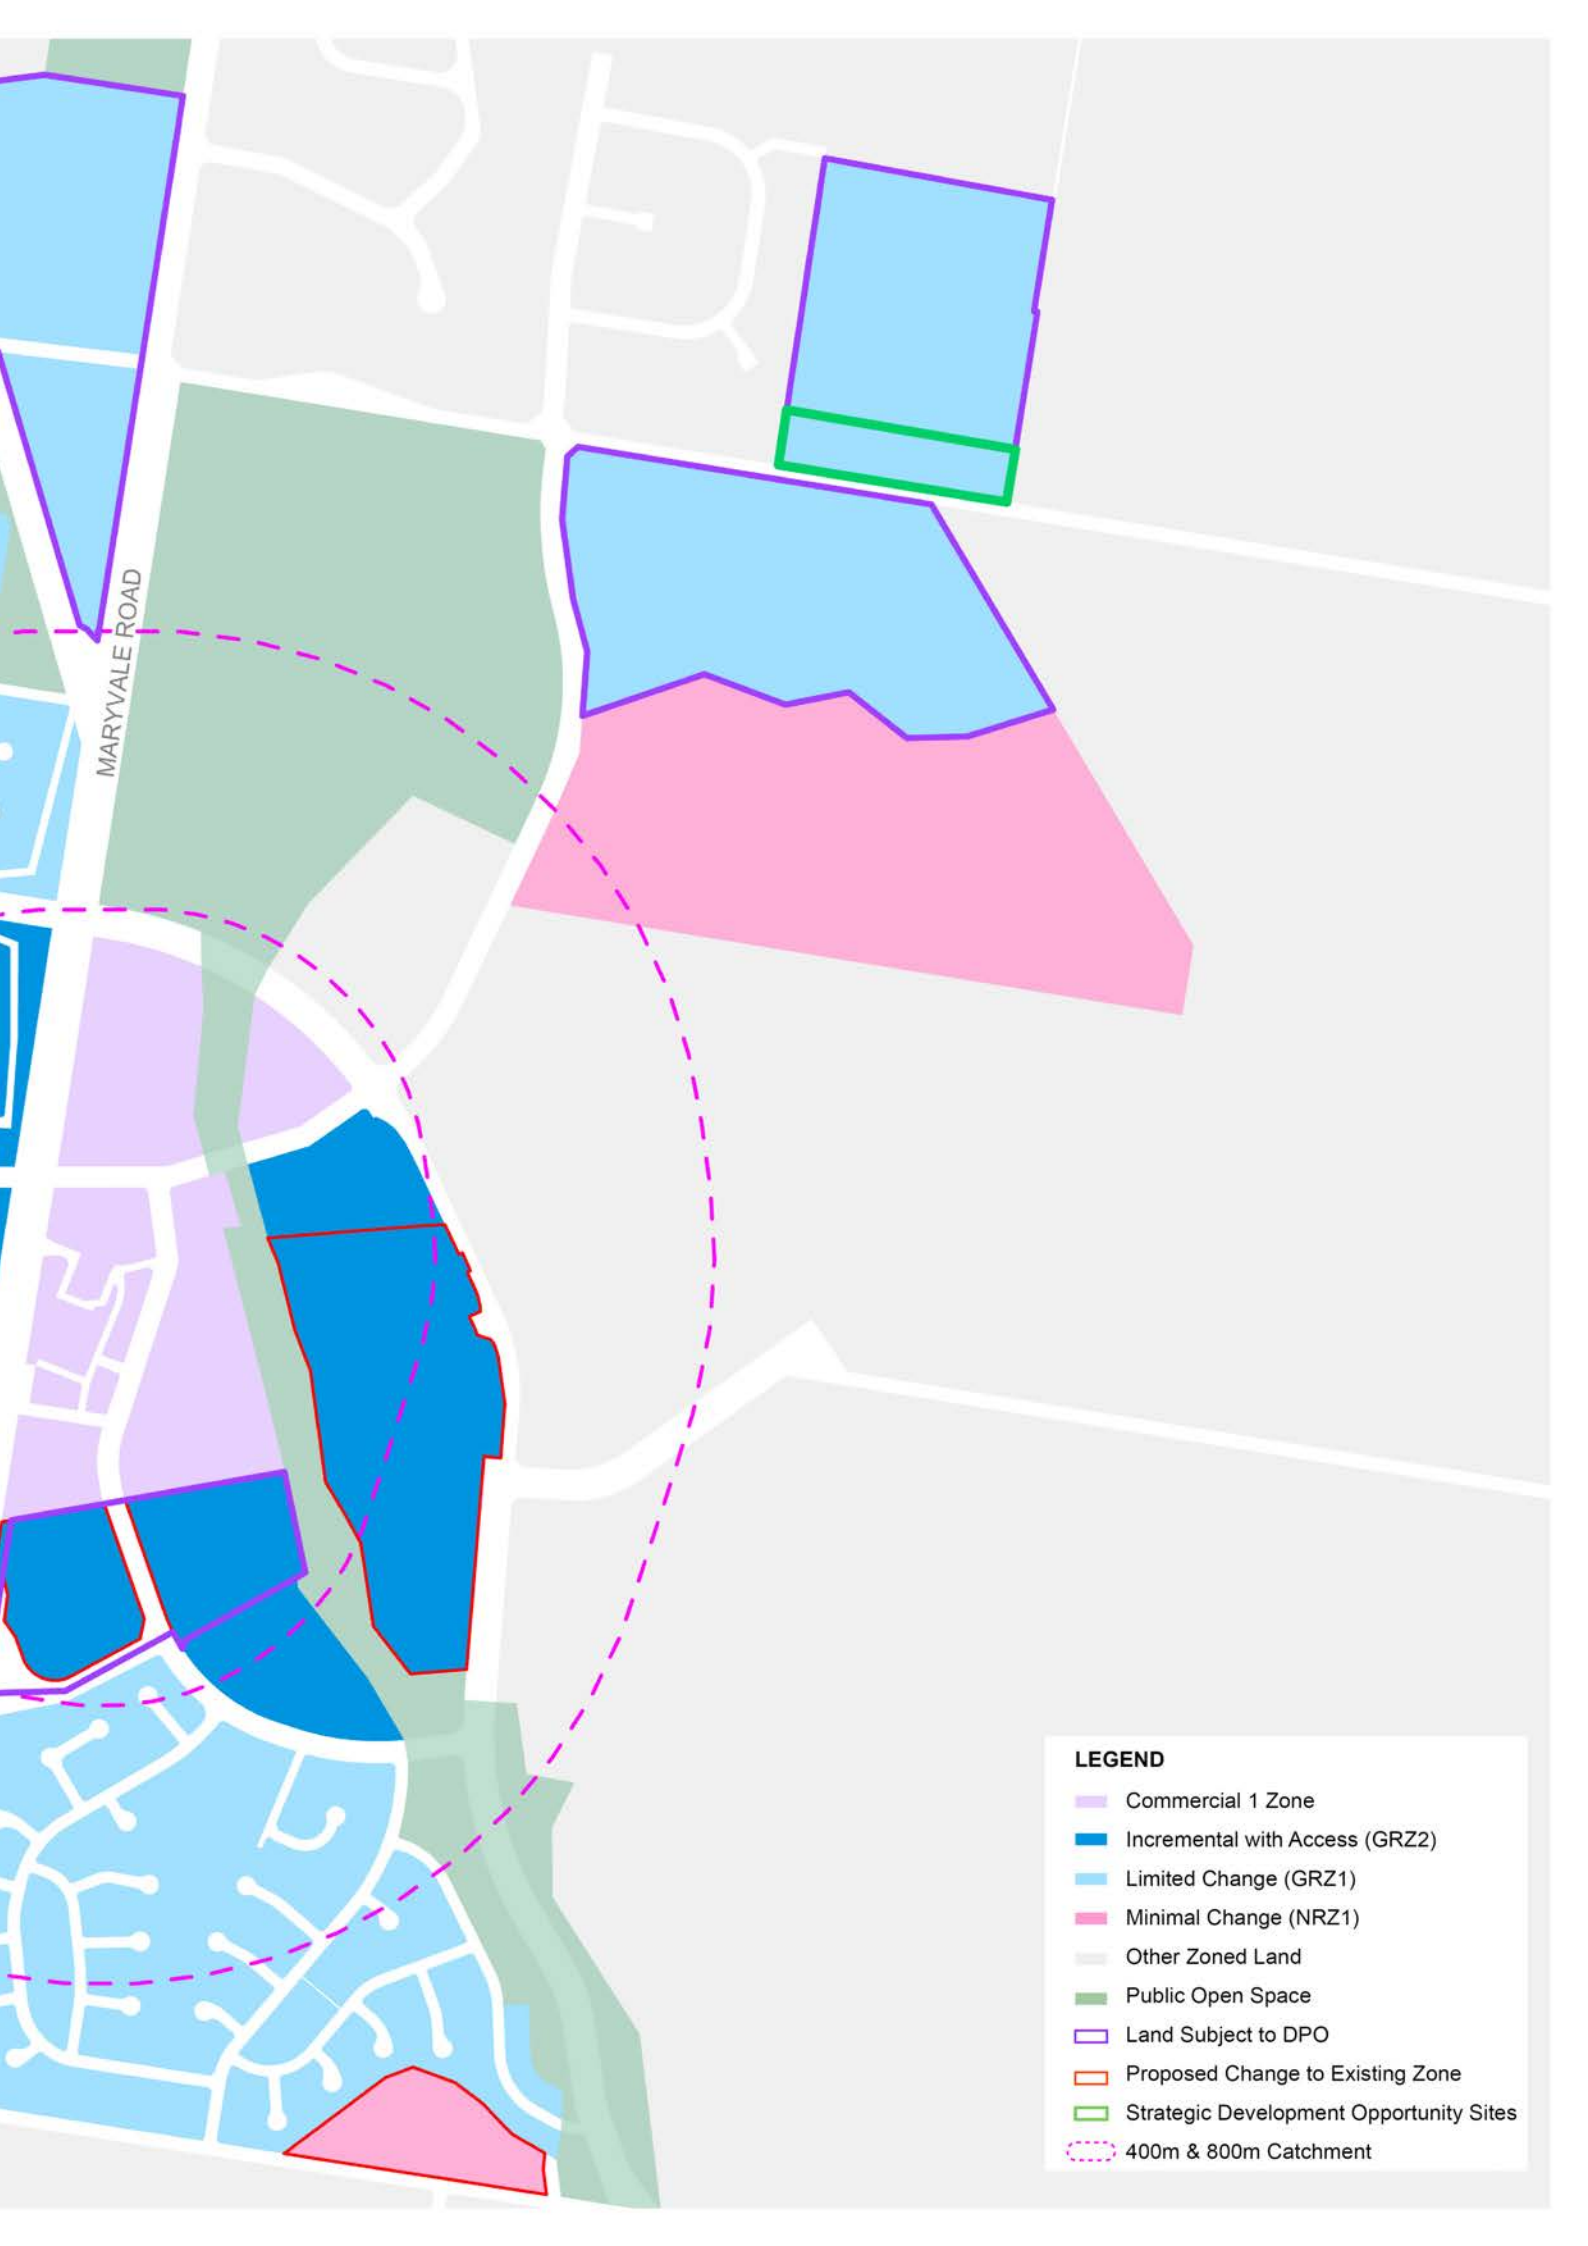 MARYVALE ROAD
LEGEND
Commercial 1 Zone
Incremental with Access (GRZ2)
Limited Change (GRZ1)
Minimal Change (NRZ1)
Other Zoned Land
Public Open Space
Land Subject to DPO
Proposed Change to Existing Zone
Strategic Development Opportunity Sites
400m & 800m Catchment